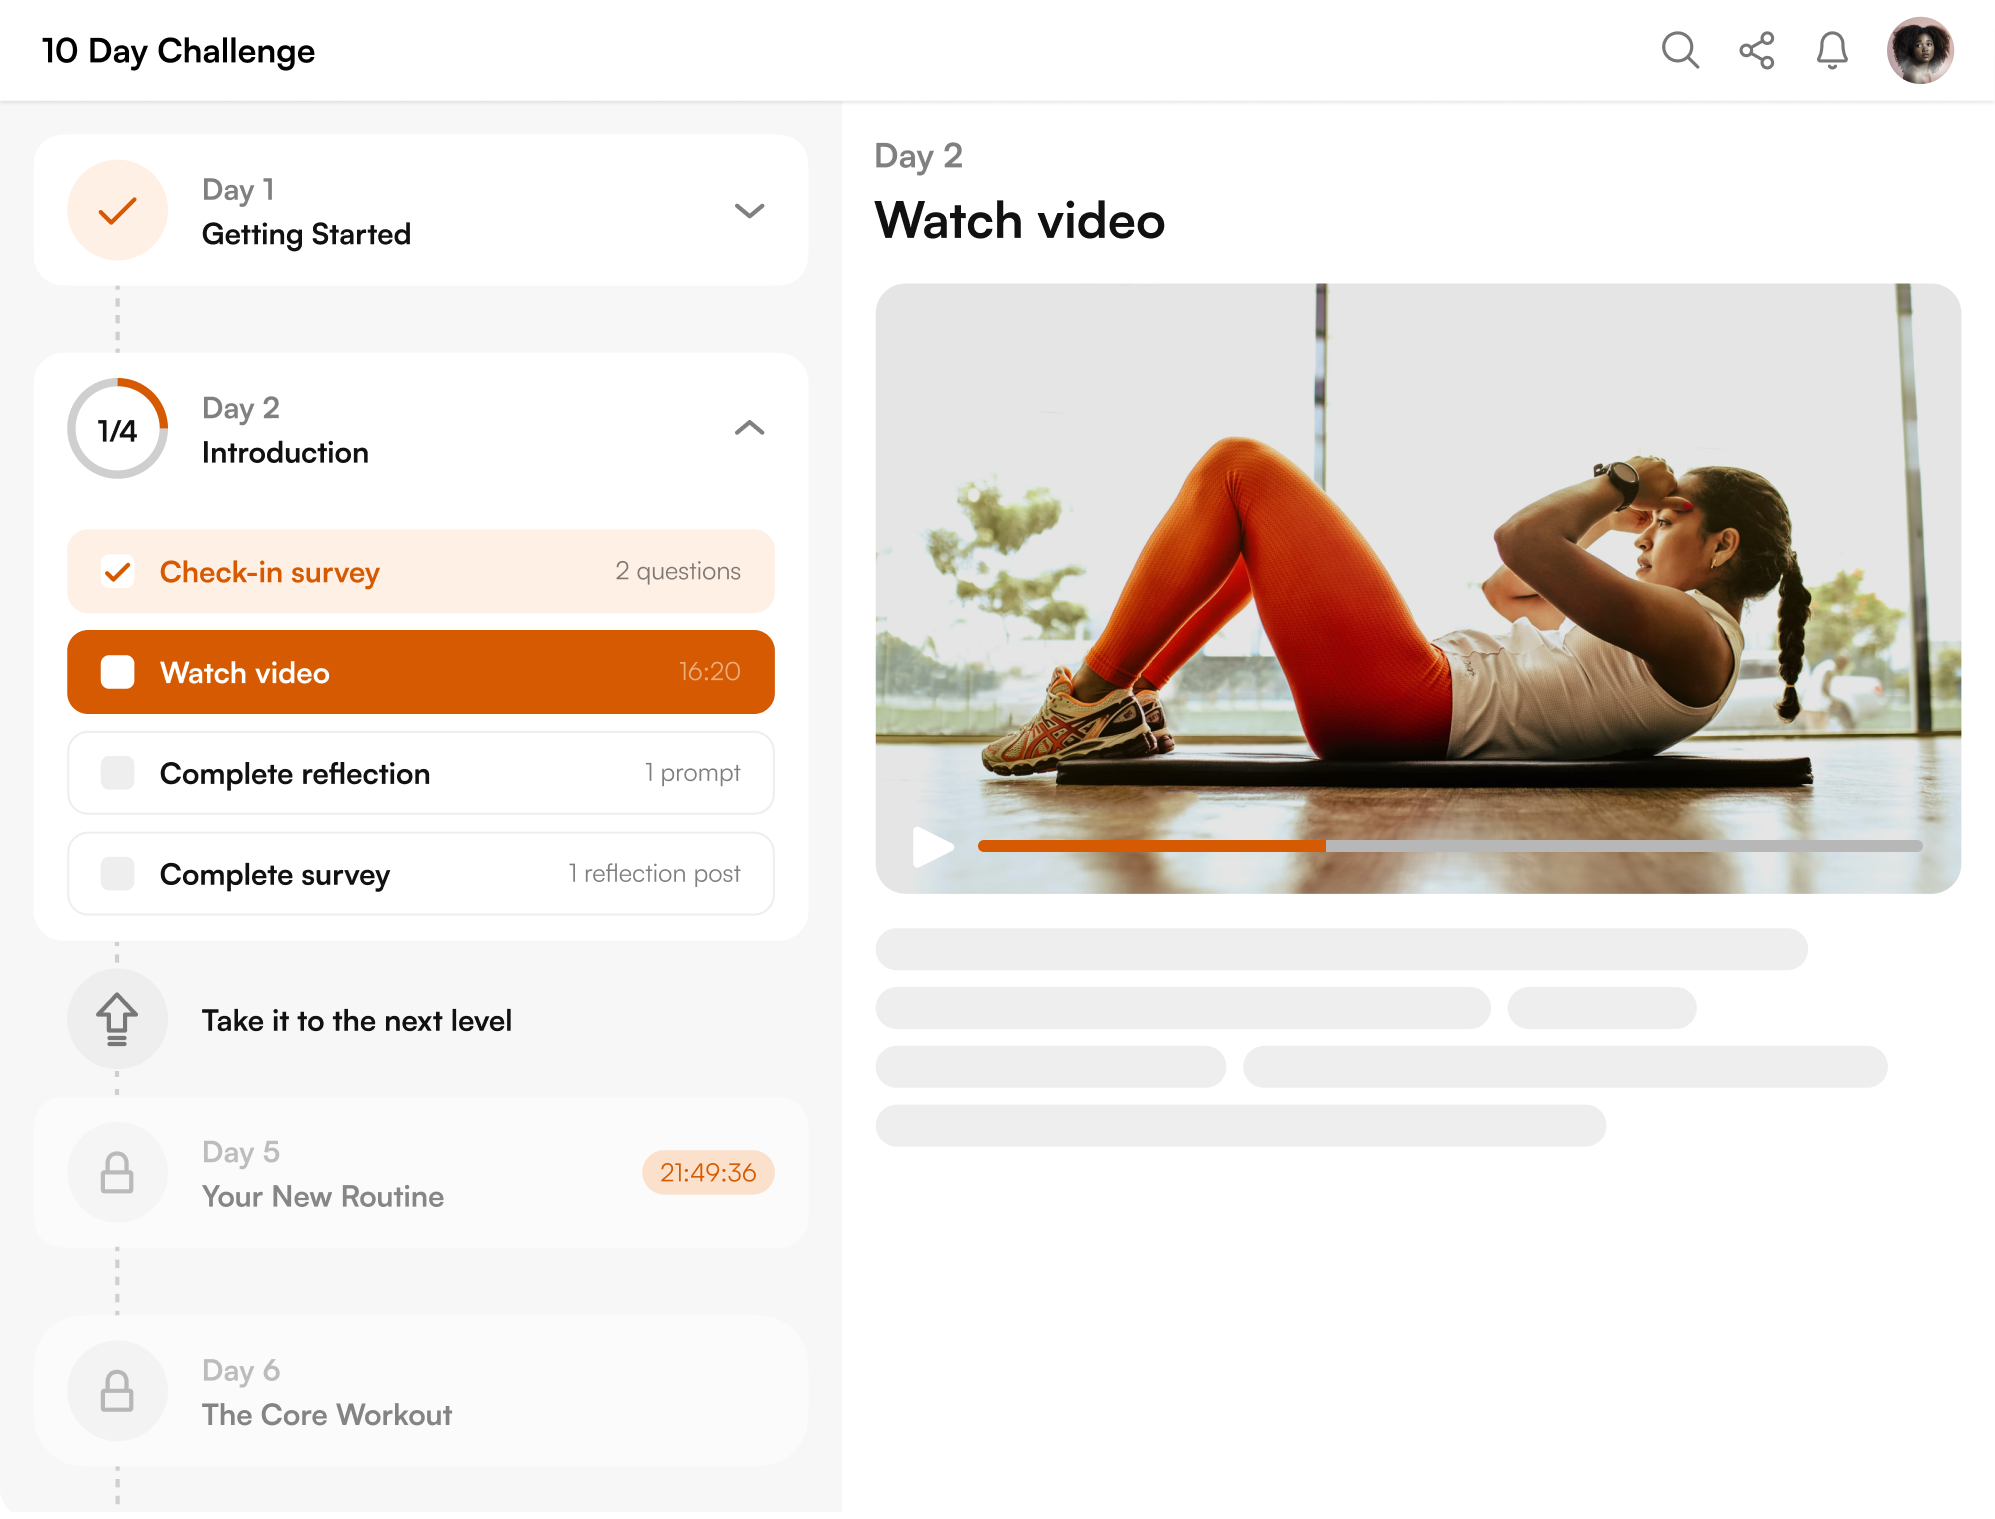 10 Day Challenge
Day 1
Getting Started
1/4
Day 2
Introduction
Check-in survey
2 questions
Watch video
16:20
Complete reflection
1 prompt
Complete survey
1 reflection post
Take it to the next level
Day 5
Your New Routine
21:49:36
Day 6
The Core Workout
Day 2
Watch video